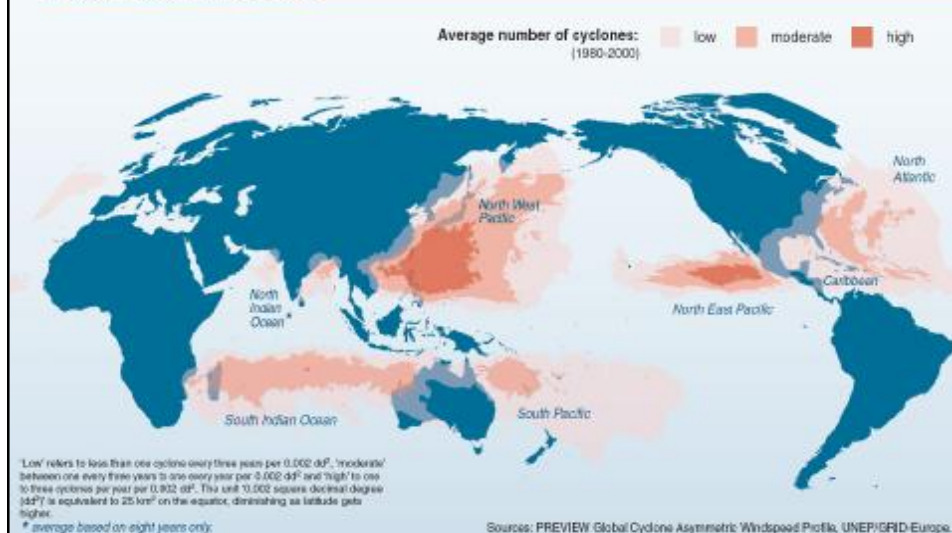 Average number of cyclones: low moderate high
(1980-2000)
North
Atlantic
North West
Pacific
Caribbean
North
Indian
Ocean*
North East Pacific
South Indian Ocean
South Pacific
'Low' refers to less than one cyclone every three years per 0.002 dd², 'moderate'
between one every three years to one every year per 0.002 dd² and 'high' to one
to three cyclones per year per 0.002 dd². The unit '0.002 square decimal degree
(dd²)' is equivalent to 25 km² on the equator, diminishing as latitude gets
higher.
* average based on eight years only.
Sources: PREVIEW Global Cyclone Asymmetric Windspeed Profile, UNEP/GRID-Europe.